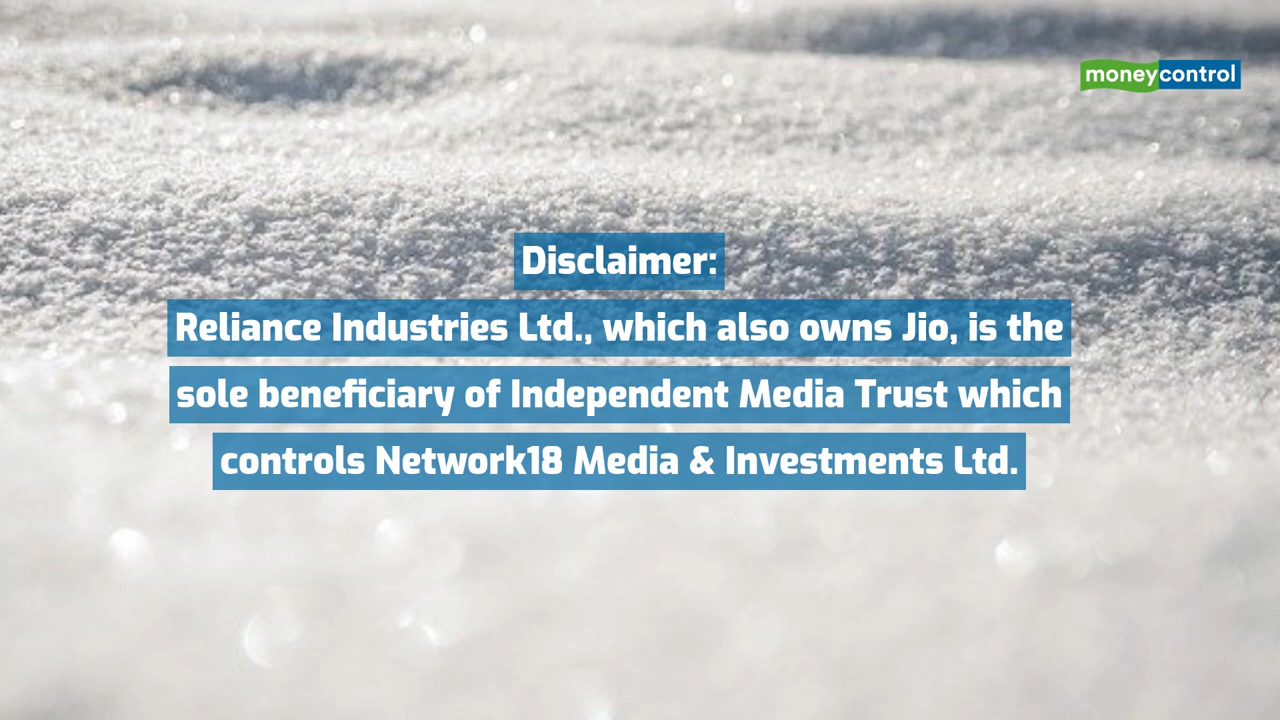 moneycontrol
Disclaimer:
Reliance Industries Ltd., which also owns Jio, is the
sole beneficiary of Independent Media Trust which
controls Network18 Media & Investments Ltd.